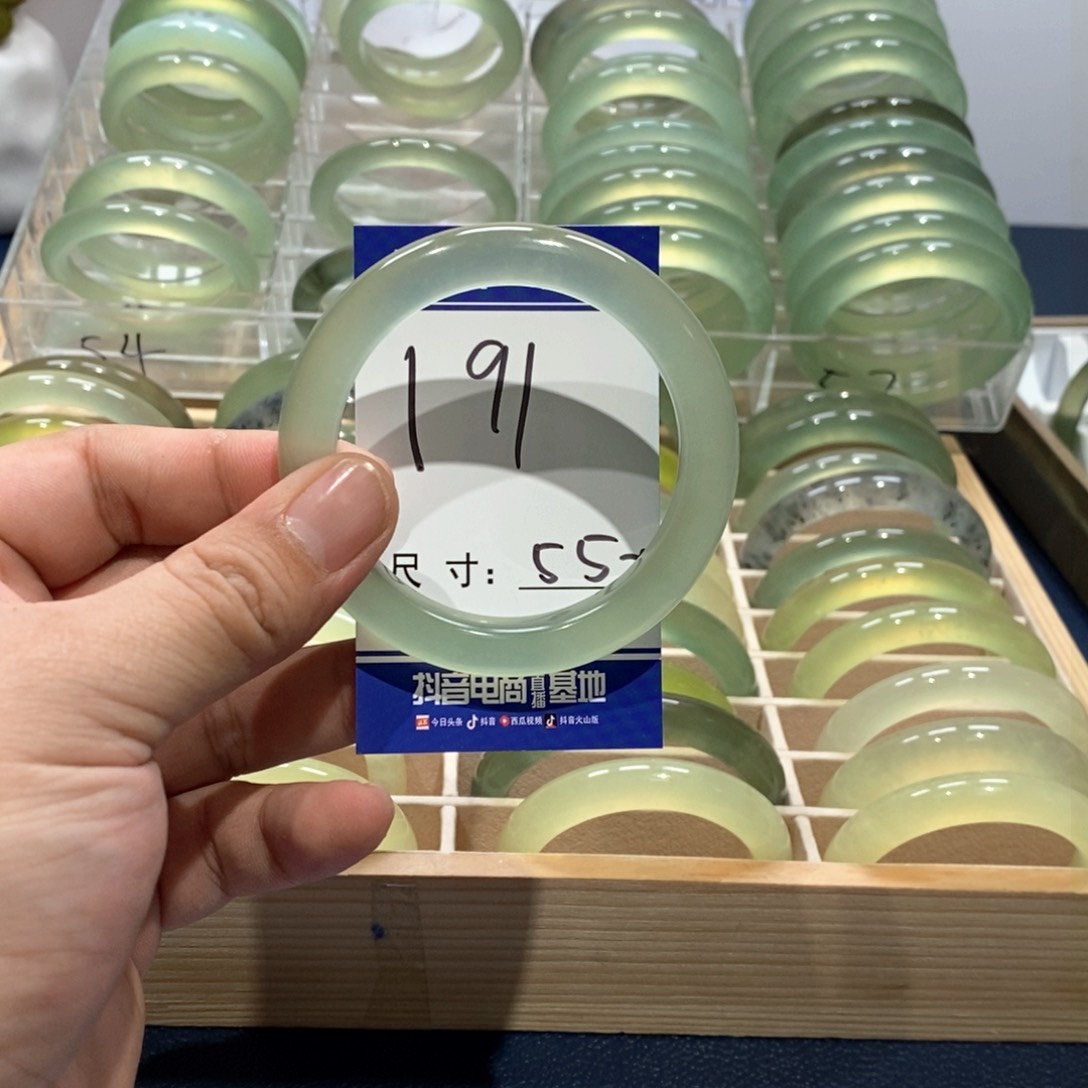 54
191
尺 寸: 55
抖音电商直播基地
今日头条 抖音 西瓜视频 抖音火山版